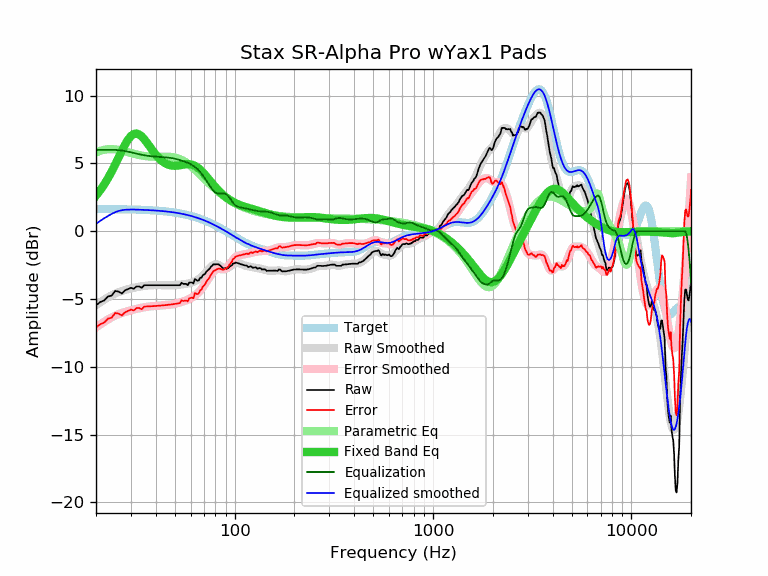 Stax SR-Alpha Pro wYax1 Pads
10
5
0
−5
−10
−15
−20
Amplitude (dBr)
Target
Raw Smoothed
Error Smoothed
Raw
Error
Parametric Eq
Fixed Band Eq
Equalization
Equalized smoothed
100
1000
10000
Frequency (Hz)